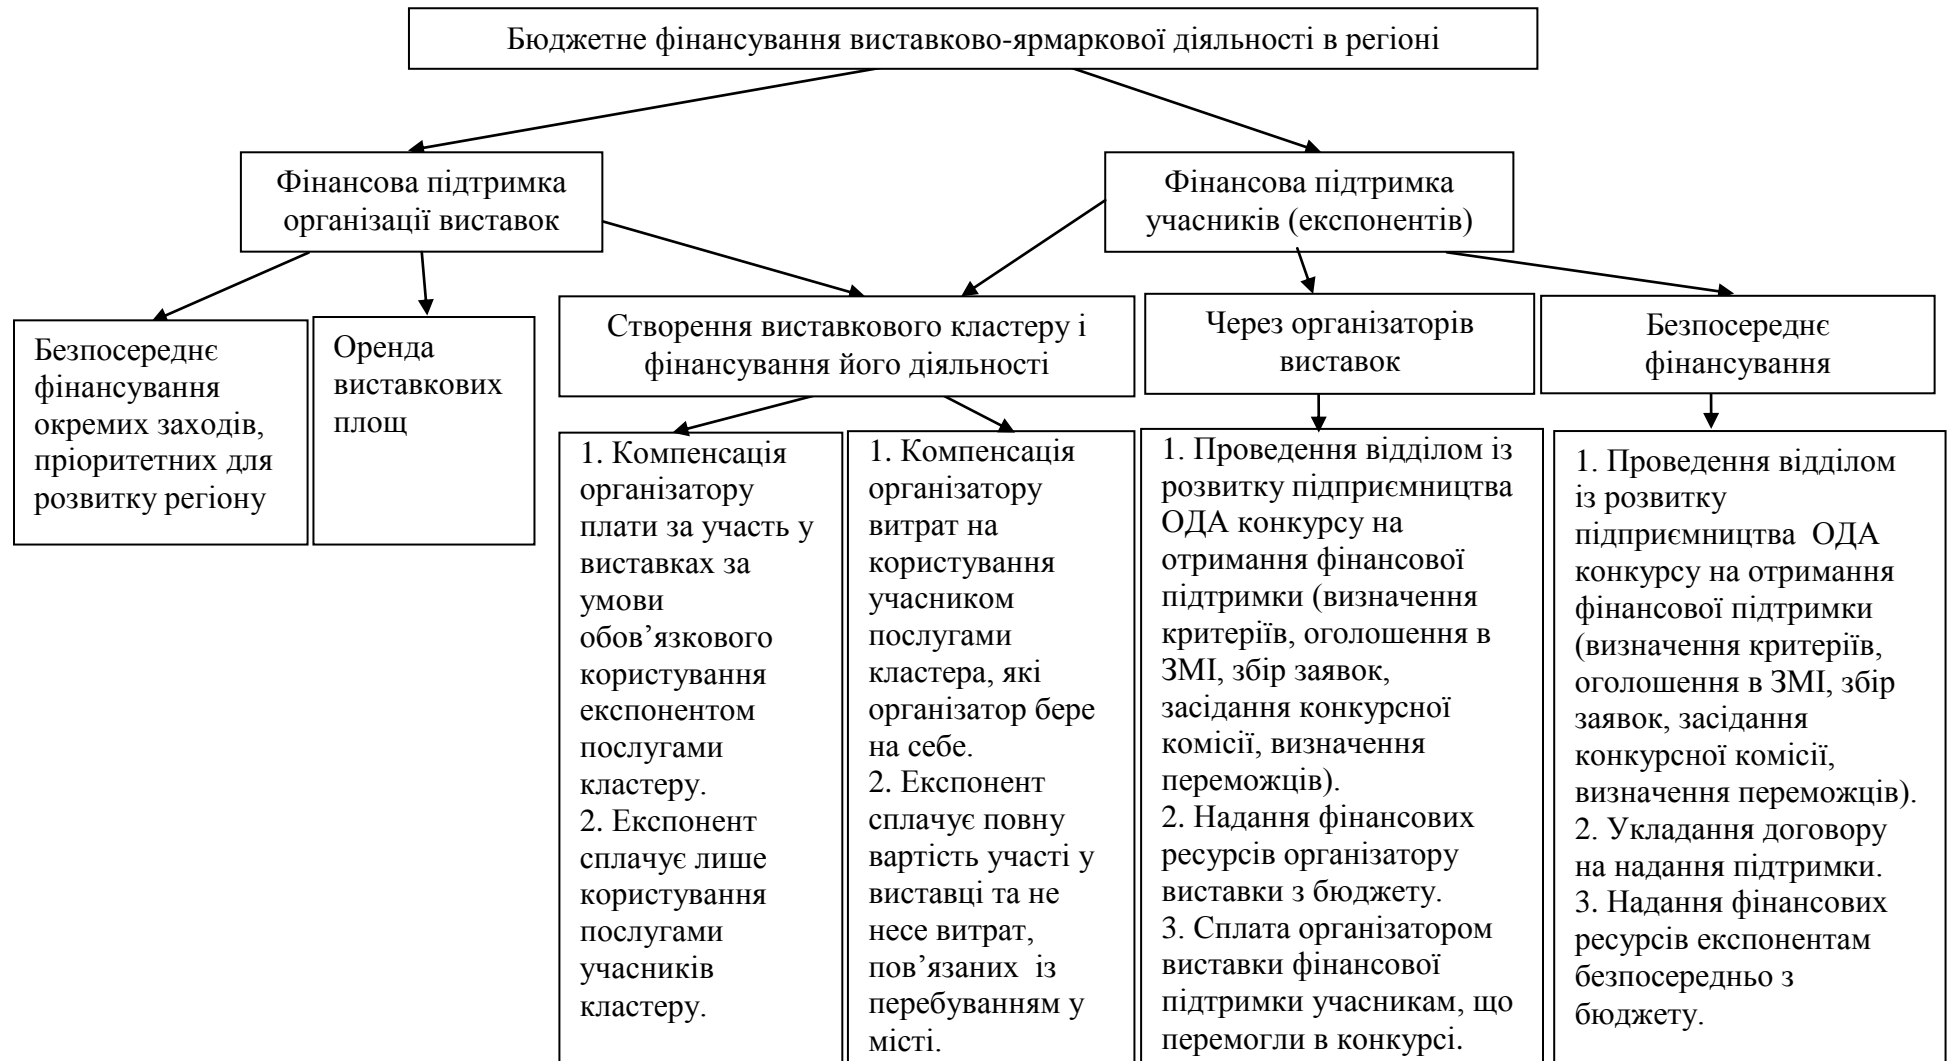 Бюджетне фінансування виставково-ярмаркової діяльності в регіоні
Фінансова підтримка
організації виставок
Фінансова підтримка
учасників (експонентів)
Безпосереднє
фінансування
окремих заходів,
пріоритетних для
розвитку регіону
Оренда
виставкових
площ
Створення виставкового кластеру і
фінансування його діяльності
Через організаторів
виставок
Безпосереднє
фінансування
1. Компенсація
організатору
плати за участь у
виставках за
умови
обов’язкового
користування
експонентом
послугами
кластеру.
2. Експонент
сплачує лише
користування
послугами
учасників
кластеру.
1. Компенсація
організатору
витрат на
користування
учасником
послугами
кластера, які
організатор бере
на себе.
2. Експонент
сплачує повну
вартість участі у
виставці та не
несе витрат,
пов’язаних із
перебуванням у
місті.
1. Проведення відділом із
розвитку підприємництва
ОДА конкурсу на
отримання фінансової
підтримки (визначення
критеріїв, оголошення в
ЗМІ, збір заявок,
засідання конкурсної
комісії, визначення
переможців).
2. Надання фінансових
ресурсів організатору
виставки з бюджету.
3. Сплата організатором
виставки фінансової
підтримки учасникам, що
перемогли в конкурсі.
1. Проведення відділом
із розвитку
підприємництва ОДА
конкурсу на отримання
фінансової підтримки
(визначення критеріїв,
оголошення в ЗМІ, збір
заявок, засідання
конкурсної комісії,
визначення переможців).
2. Укладання договору
на надання підтримки.
3. Надання фінансових
ресурсів експонентам
безпосередньо з
бюджету.